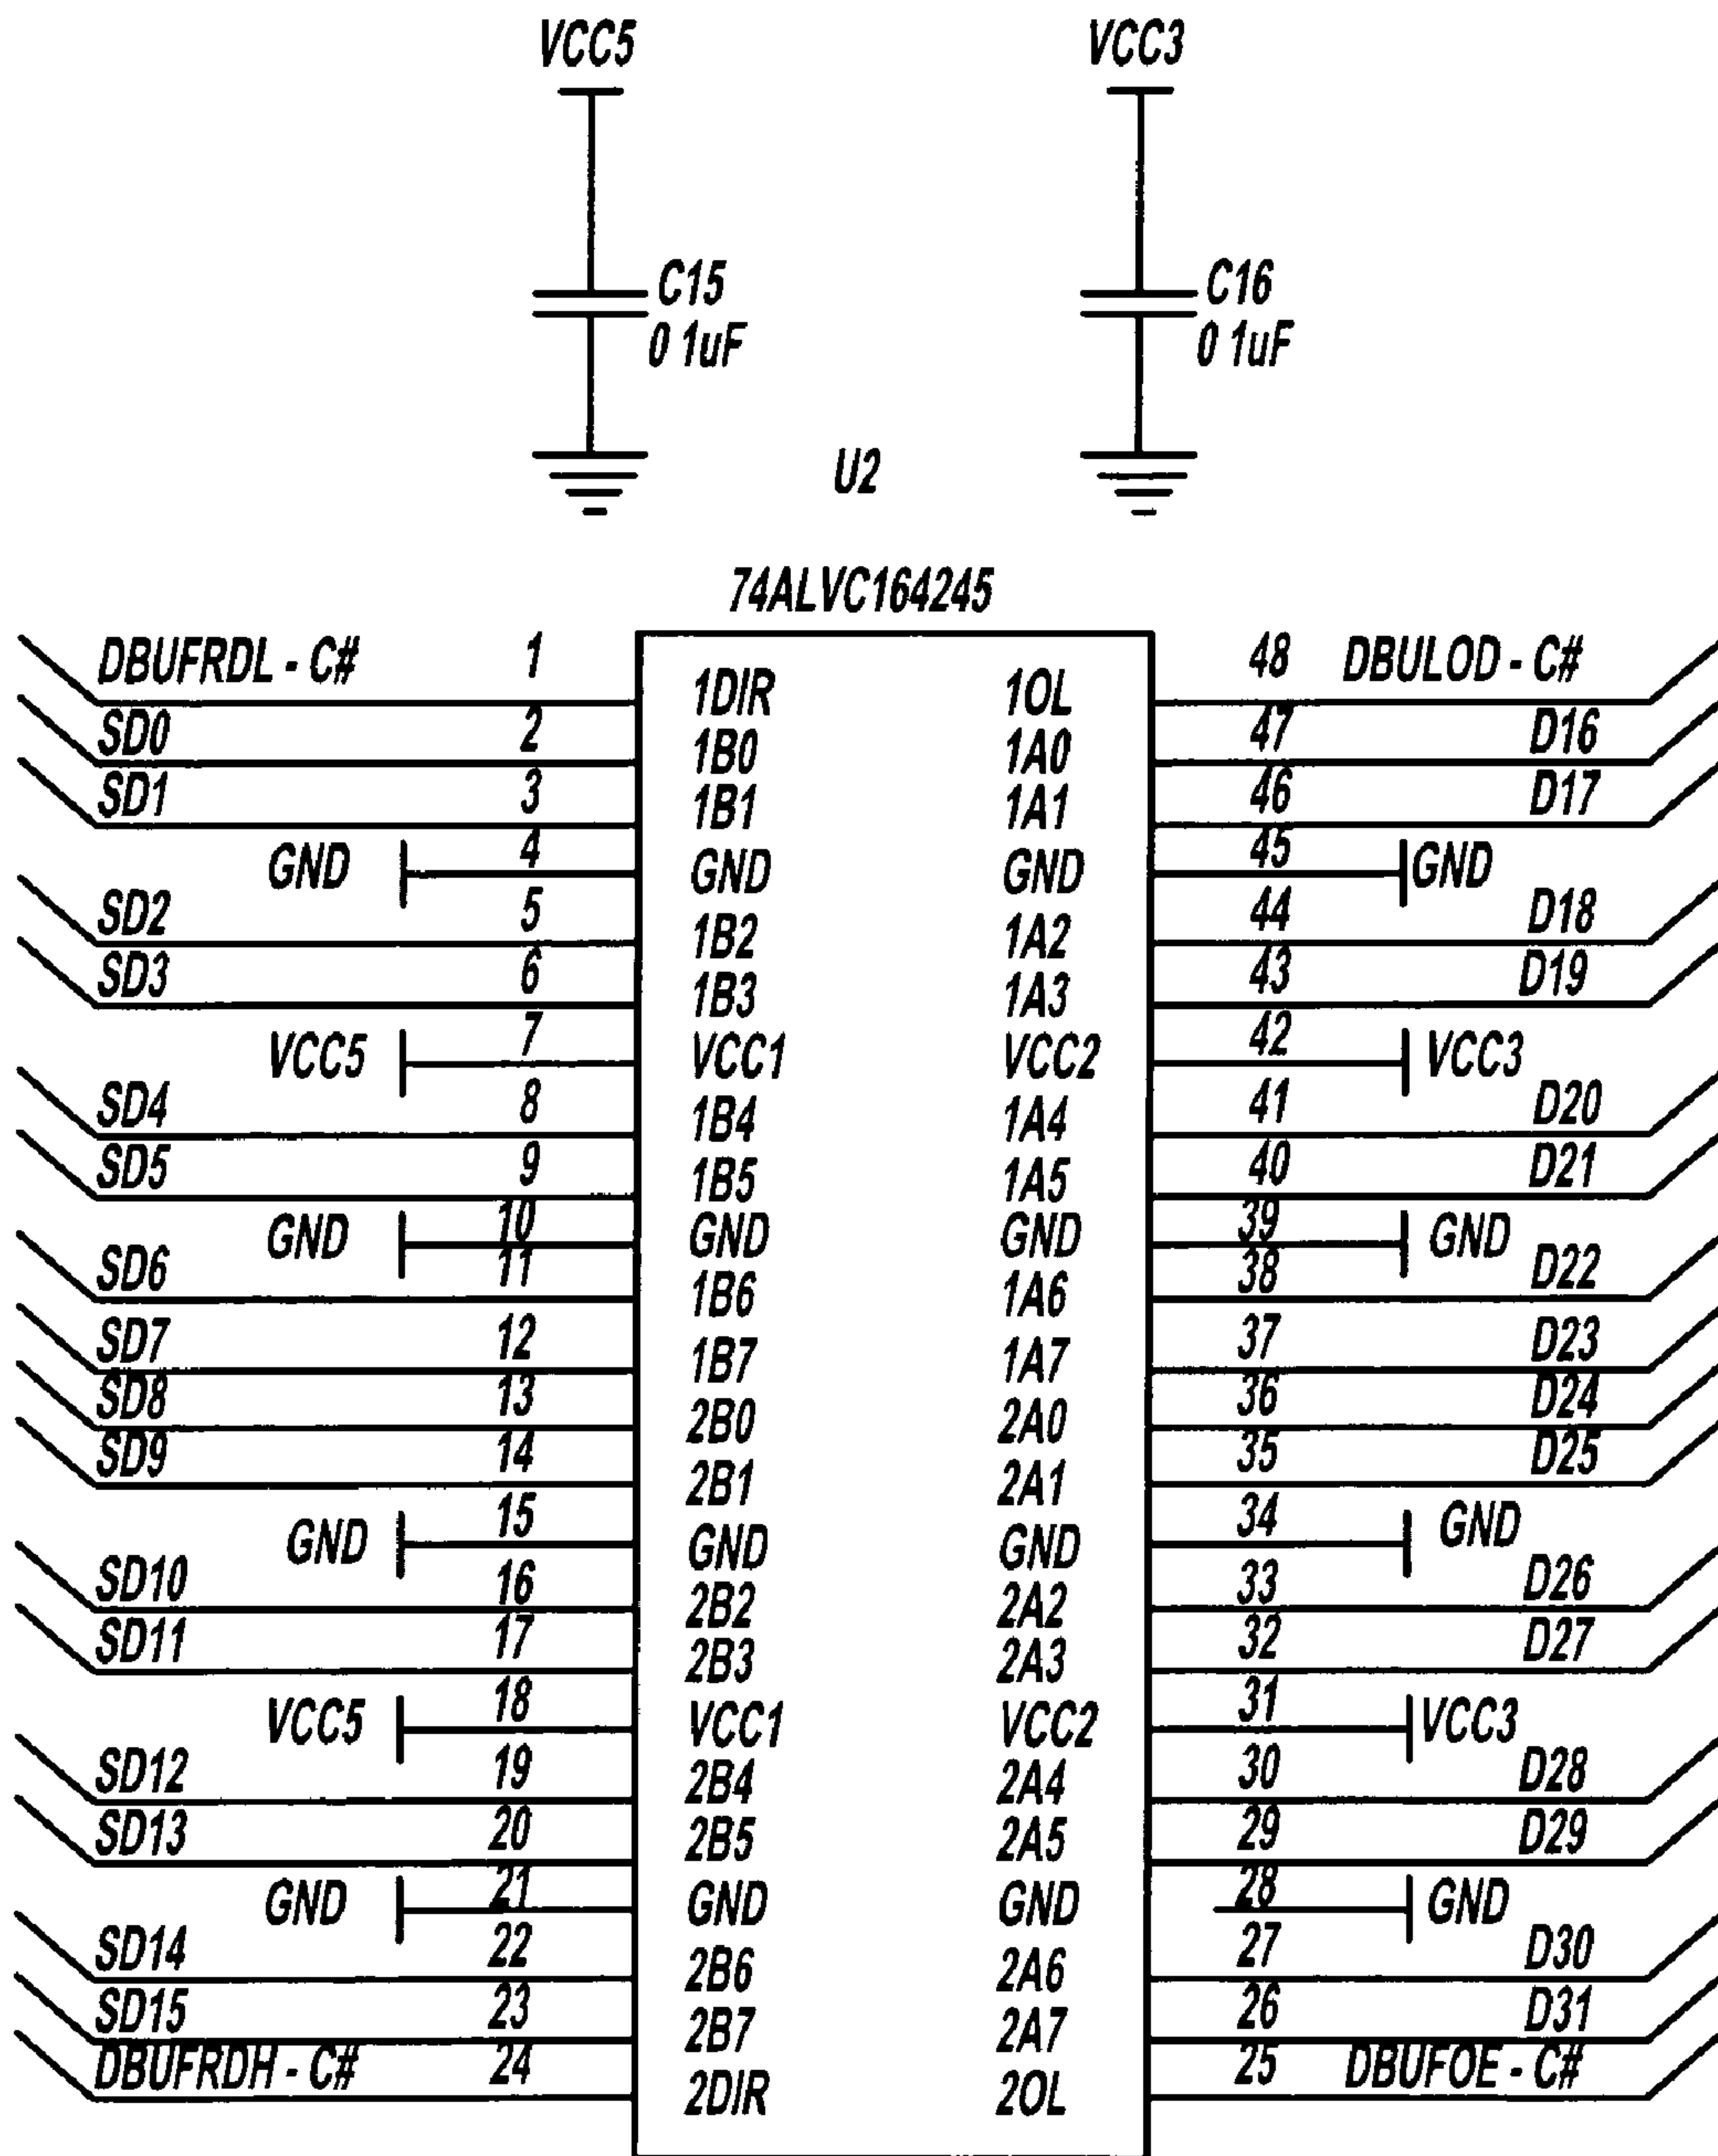 VCC5 VCC3
C15 C16
0 1uF 0 1uF
U2
74ALVC164245
DBUFRDL - C# 1 1DIR 1OL 48 DBULOD - C#
SD0 2 1B0 1A0 47 D16
SD1 3 1B1 1A1 46 D17
GND 4 GND GND 45 GND
SD2 5 1B2 1A2 44 D18
SD3 6 1B3 1A3 43 D19
VCC5 7 VCC1 VCC2 42 VCC3
SD4 8 1B4 1A4 41 D20
SD5 9 1B5 1A5 40 D21
GND 10 GND GND 39 GND
SD6 11 1B6 1A6 38 D22
SD7 12 1B7 1A7 37 D23
SD8 13 2B0 2A0 36 D24
SD9 14 2B1 2A1 35 D25
GND 15 GND GND 34 GND
SD10 16 2B2 2A2 33 D26
SD11 17 2B3 2A3 32 D27
VCC5 18 VCC1 VCC2 31 VCC3
SD12 19 2B4 2A4 30 D28
SD13 20 2B5 2A5 29 D29
GND 21 GND GND 28 GND
SD14 22 2B6 2A6 27 D30
SD15 23 2B7 2A7 26 D31
DBUFRDH - C# 24 2DIR 2OL 25 DBUFOE - C#